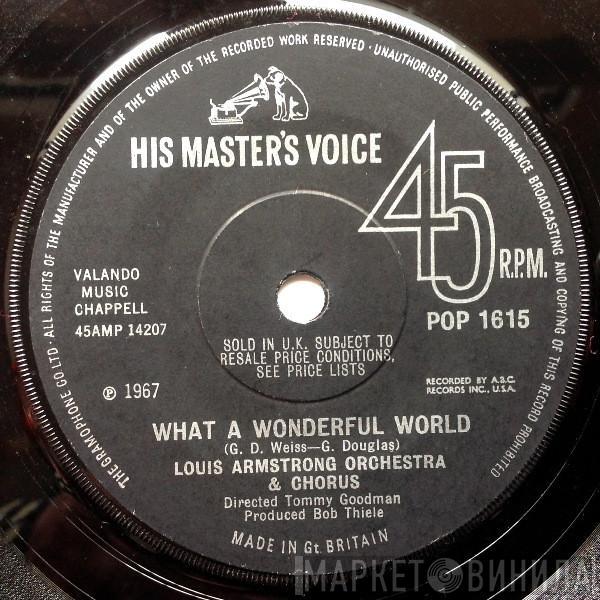 THE GRAMOPHONE CO LTD · ALL RIGHTS OF THE MANUFACTURER AND OF THE OWNER OF THE RECORDED WORK RESERVED · UNAUTHORISED PUBLIC PERFORMANCE BROADCASTING AND COPYING OF THIS RECORD PROHIBITED
HIS MASTER'S VOICE
45 R.P.M.
POP 1615
VALANDO
MUSIC
CHAPPELL
45AMP 14207
SOLD IN U.K. SUBJECT TO
RESALE PRICE CONDITIONS,
SEE PRICE LISTS
℗ 1967
RECORDED BY A.B.C.
RECORDS INC., U.S.A.
WHAT A WONDERFUL WORLD
(G. D. Weiss—G. Douglas)
LOUIS ARMSTRONG ORCHESTRA
& CHORUS
Directed Tommy Goodman
Produced Bob Thiele
MADE IN Gt. BRITAIN
МАРКЕТ ВИНИЛА